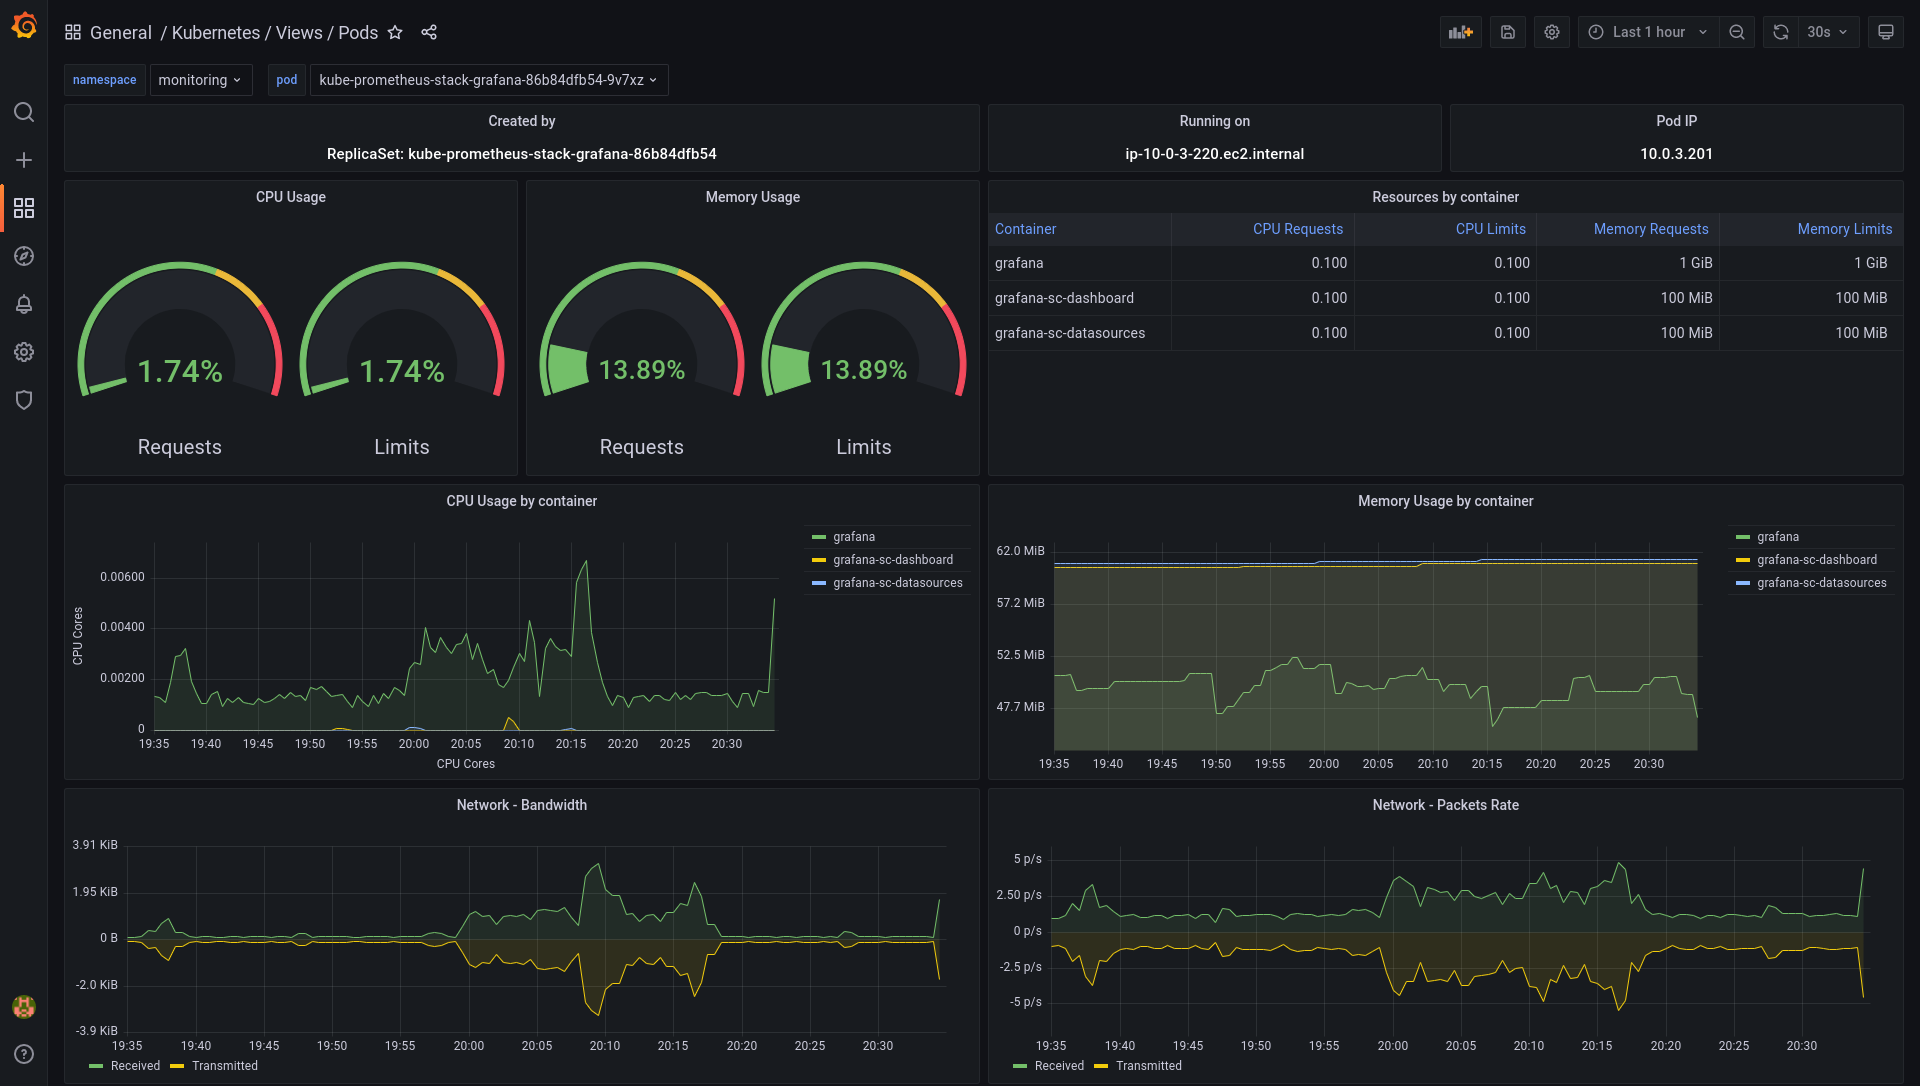 General / Kubernetes / Views / Pods
Last 1 hour
30s
namespace
monitoring
pod
kube-prometheus-stack-grafana-86b84dfb54-9v7xz
Created by
ReplicaSet: kube-prometheus-stack-grafana-86b84dfb54
Running on
ip-10-0-3-220.ec2.internal
Pod IP
10.0.3.201
CPU Usage
1.74%
1.74%
Requests
Limits
Memory Usage
13.89%
13.89%
Requests
Limits
Resources by container
Container CPU Requests CPU Limits Memory Requests Memory Limits
grafana 0.100 0.100 1 GiB 1 GiB
grafana-sc-dashboard 0.100 0.100 100 MiB 100 MiB
grafana-sc-datasources 0.100 0.100 100 MiB 100 MiB
CPU Usage by container
CPU Cores
0.00600
0.00400
0.00200
0
19:35 19:40 19:45 19:50 19:55 20:00 20:05 20:10 20:15 20:20 20:25 20:30
CPU Cores
grafana
grafana-sc-dashboard
grafana-sc-datasources
Memory Usage by container
62.0 MiB
57.2 MiB
52.5 MiB
47.7 MiB
19:35 19:40 19:45 19:50 19:55 20:00 20:05 20:10 20:15 20:20 20:25 20:30
grafana
grafana-sc-dashboard
grafana-sc-datasources
Network - Bandwidth
3.91 KiB
1.95 KiB
0 B
-2.0 KiB
-3.9 KiB
19:35 19:40 19:45 19:50 19:55 20:00 20:05 20:10 20:15 20:20 20:25 20:30
Received Transmitted
Network - Packets Rate
5 p/s
2.50 p/s
0 p/s
-2.5 p/s
-5 p/s
19:35 19:40 19:45 19:50 19:55 20:00 20:05 20:10 20:15 20:20 20:25 20:30
Received Transmitted